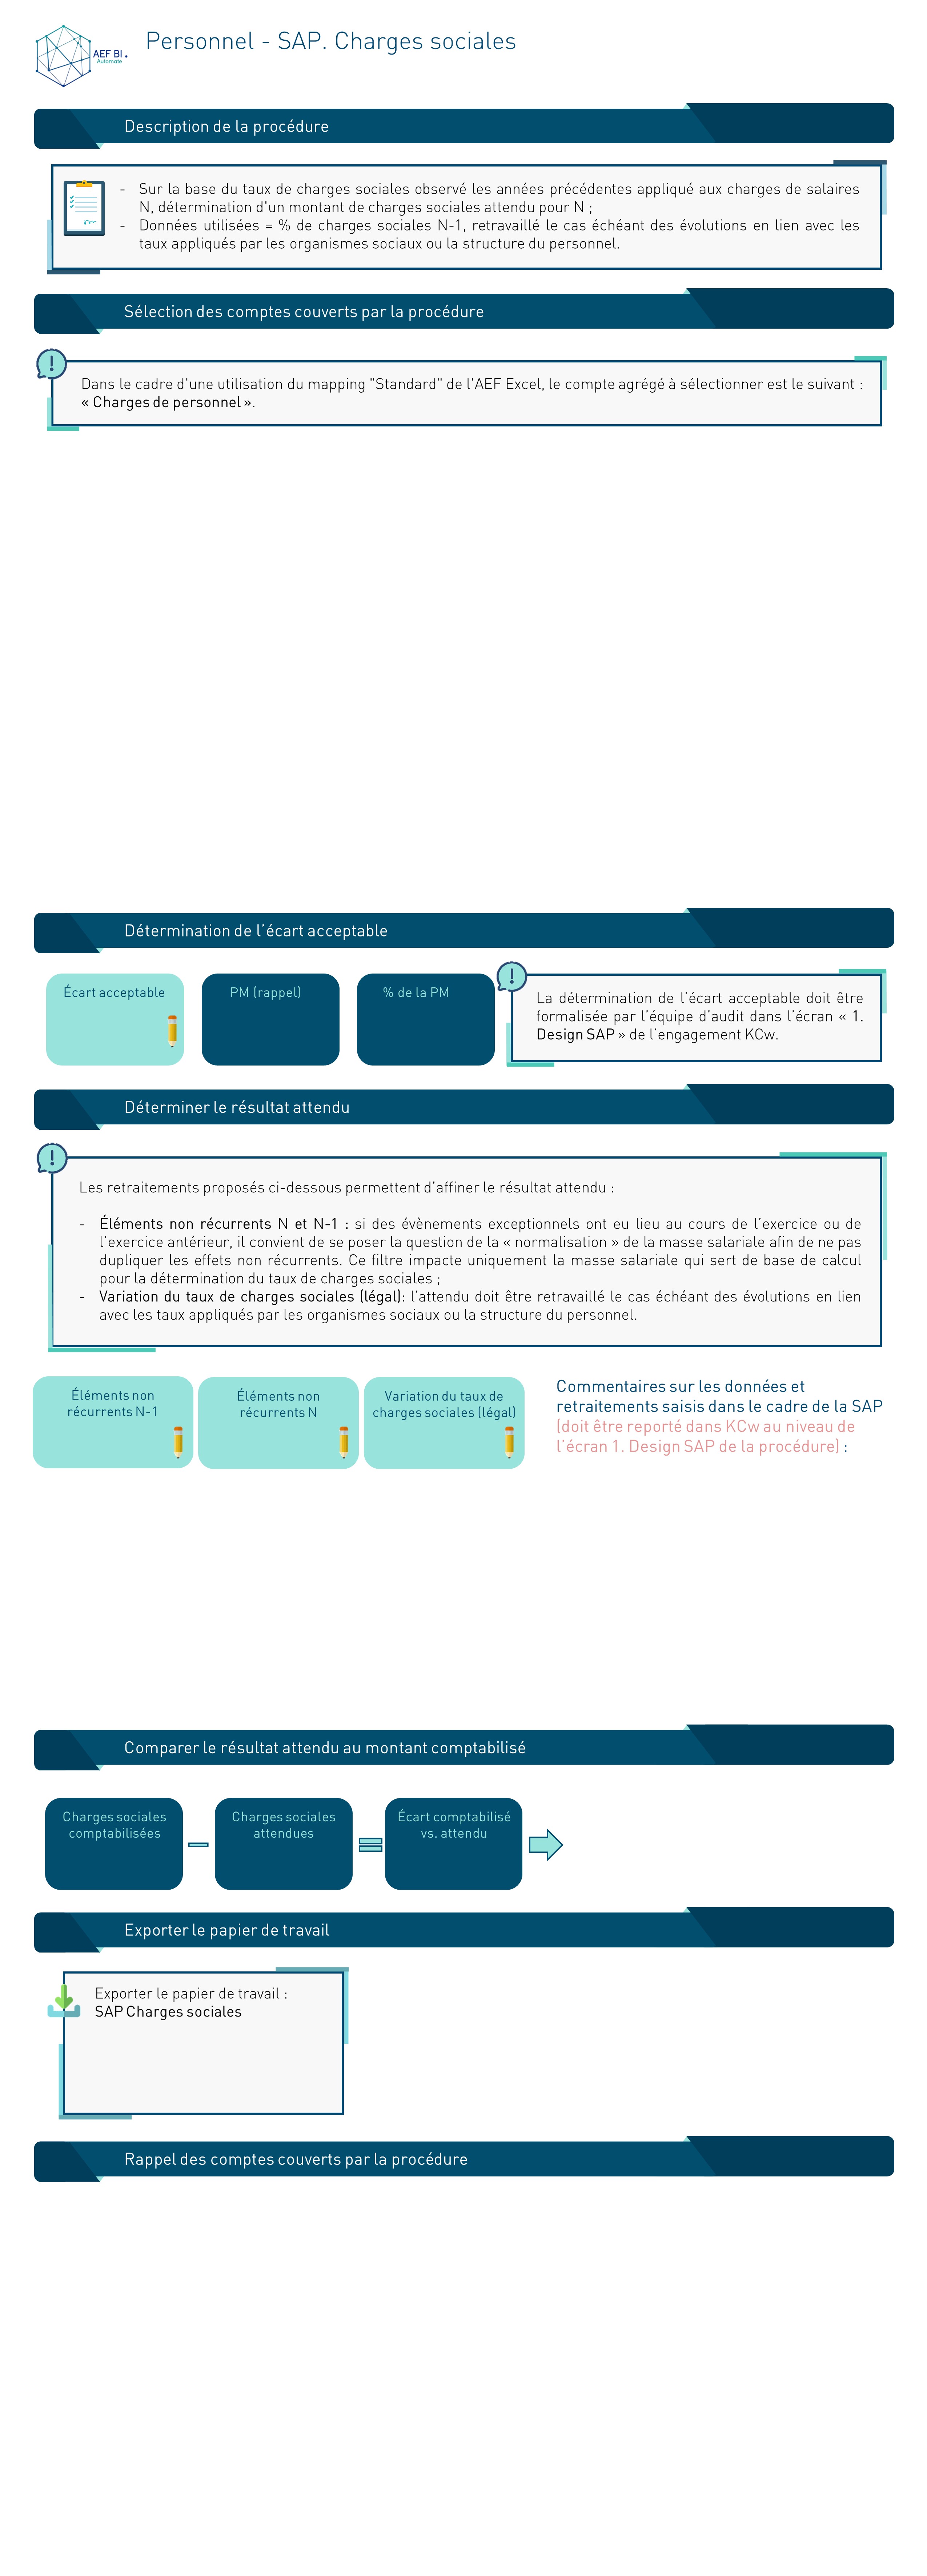 AEF BI.
Automate
Personnel - SAP. Charges sociales
Description de la procédure
- Sur la base du taux de charges sociales observé les années précédentes appliqué aux charges de salaires
N, détermination d'un montant de charges sociales attendu pour N ;
- Données utilisées = % de charges sociales N-1, retravaillé le cas échéant des évolutions en lien avec les
taux appliqués par les organismes sociaux ou la structure du personnel.
Sélection des comptes couverts par la procédure
!
Dans le cadre d'une utilisation du mapping "Standard" de l'AEF Excel, le compte agrégé à sélectionner est le suivant :
« Charges de personnel ».
Détermination de l'écart acceptable
Écart acceptable
PM (rappel)
% de la PM
!
La détermination de l'écart acceptable doit être
formalisée par l'équipe d'audit dans l'écran « 1.
Design SAP » de l'engagement KCw.
Déterminer le résultat attendu
!
Les retraitements proposés ci-dessous permettent d'affiner le résultat attendu :
- Éléments non récurrents N et N-1 : si des évènements exceptionnels ont eu lieu au cours de l'exercice ou de
l'exercice antérieur, il convient de se poser la question de la « normalisation » de la masse salariale afin de ne pas
dupliquer les effets non récurrents. Ce filtre impacte uniquement la masse salariale qui sert de base de calcul
pour la détermination du taux de charges sociales ;
- Variation du taux de charges sociales (légal): l'attendu doit être retravaillé le cas échéant des évolutions en lien
avec les taux appliqués par les organismes sociaux ou la structure du personnel.
Éléments non
récurrents N-1
Éléments non
récurrents N
Variation du taux de
charges sociales (légal)
Commentaires sur les données et
retraitements saisis dans le cadre de la SAP
(doit être reporté dans KCw au niveau de
l'écran 1. Design SAP de la procédure) :
Comparer le résultat attendu au montant comptabilisé
Charges sociales
comptabilisées
Charges sociales
attendues
Écart comptabilisé
vs. attendu
Exporter le papier de travail
Exporter le papier de travail :
SAP Charges sociales
Rappel des comptes couverts par la procédure